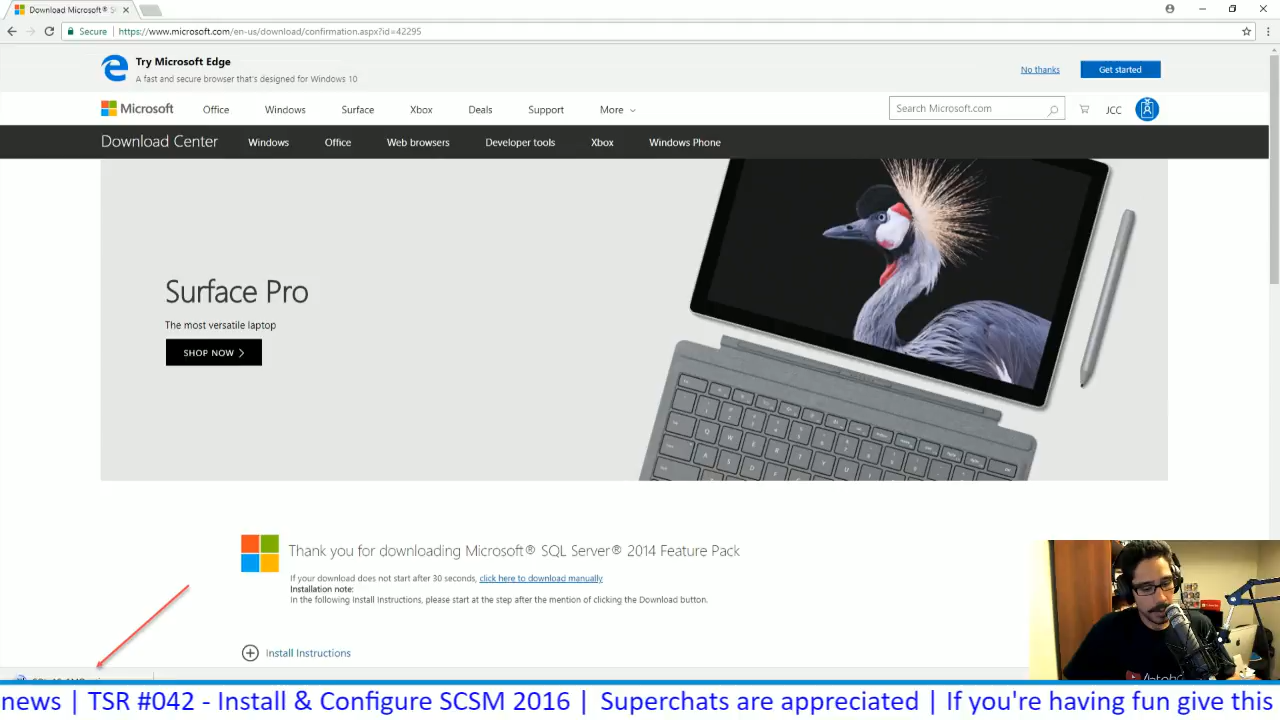 Download Microsoft® S
Secure
https://www.microsoft.com/en-us/download/confirmation.aspx?id=42295
Try Microsoft Edge
A fast and secure browser that's designed for Windows 10
No thanks
Get started
Microsoft
Office
Windows
Surface
Xbox
Deals
Support
More
Search Microsoft.com
JCC
Download Center
Windows
Office
Web browsers
Developer tools
Xbox
Windows Phone
Surface Pro
The most versatile laptop
SHOP NOW
Thank you for downloading Microsoft® SQL Server® 2014 Feature Pack
If your download does not start after 30 seconds, click here to download manually
Installation note:
In the following Install Instructions, please start at the step after the mention of clicking the Download button.
Install Instructions
news | TSR #042 - Install & Configure SCSM 2016 | Superchats are appreciated | If you're having fun give this